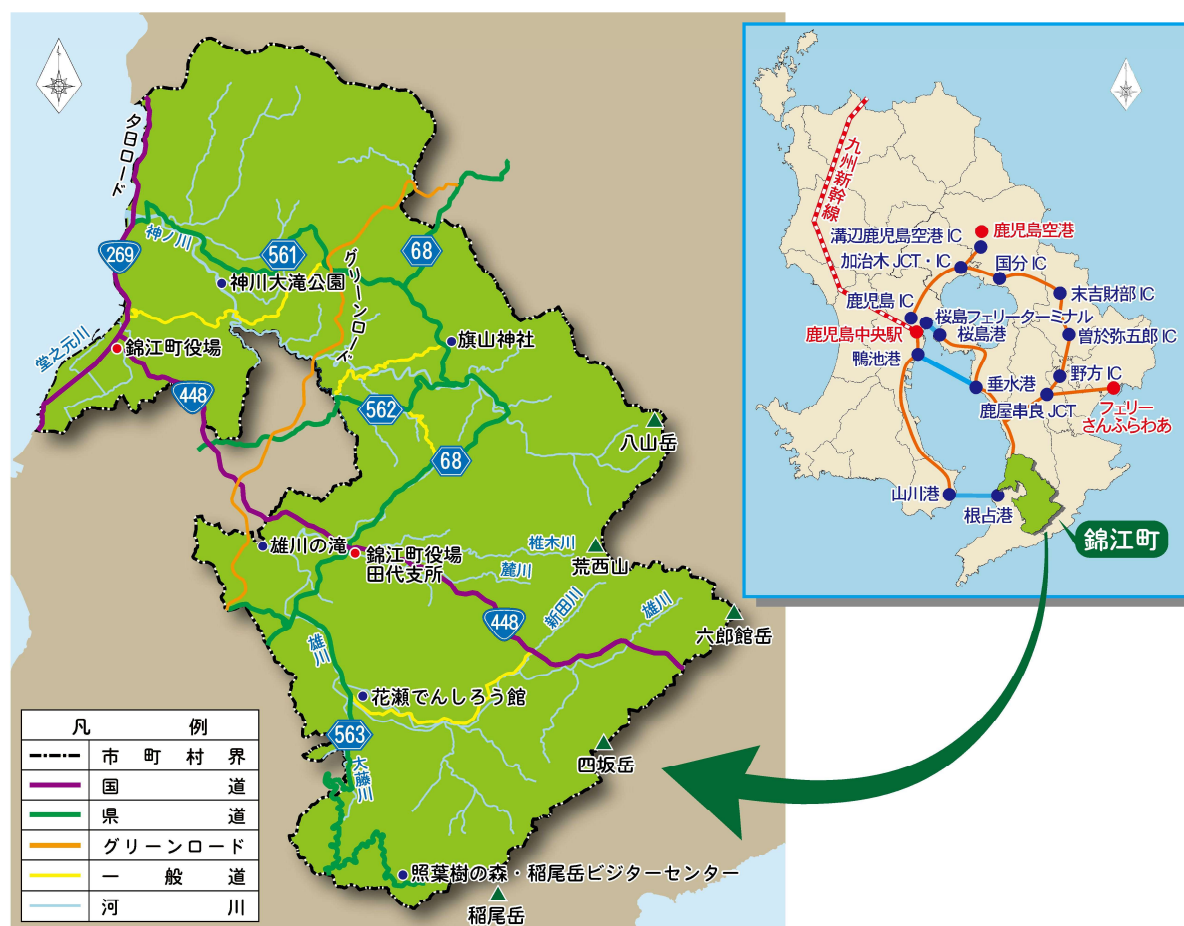 夕日ロード
269
神ノ川
561
68
グリーンロード
神川大滝公園
堂之元川
錦江町役場
旗山神社
448
562
68
八山岳
雄川の滝
錦江町役場
田代支所
椎木川
荒西山
麓川
新田川
雄川
448
六郎館岳
雄川
花瀬でんしろう館
563
大藤川
四坂岳
照葉樹の森・稲尾岳ビジターセンター
稲尾岳
凡例
市町村界
国道
県道
グリーンロード
一般道
河川
九州新幹線
溝辺鹿児島空港IC
鹿児島空港
加治木JCT・IC
国分IC
鹿児島IC
末吉財部IC
桜島フェリーターミナル
鹿児島中央駅
桜島港
曽於弥五郎IC
鴨池港
野方IC
垂水港
鹿屋串良JCT
フェリー
さんふらわあ
山川港
根占港
錦江町